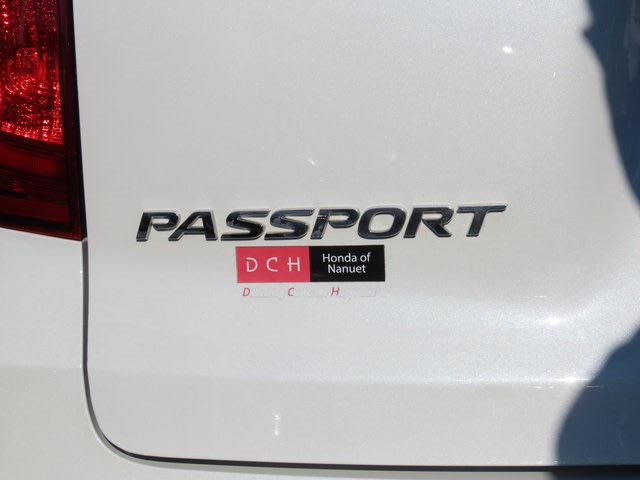 PASSPORT
DCH Honda of
Nanuet
D C H